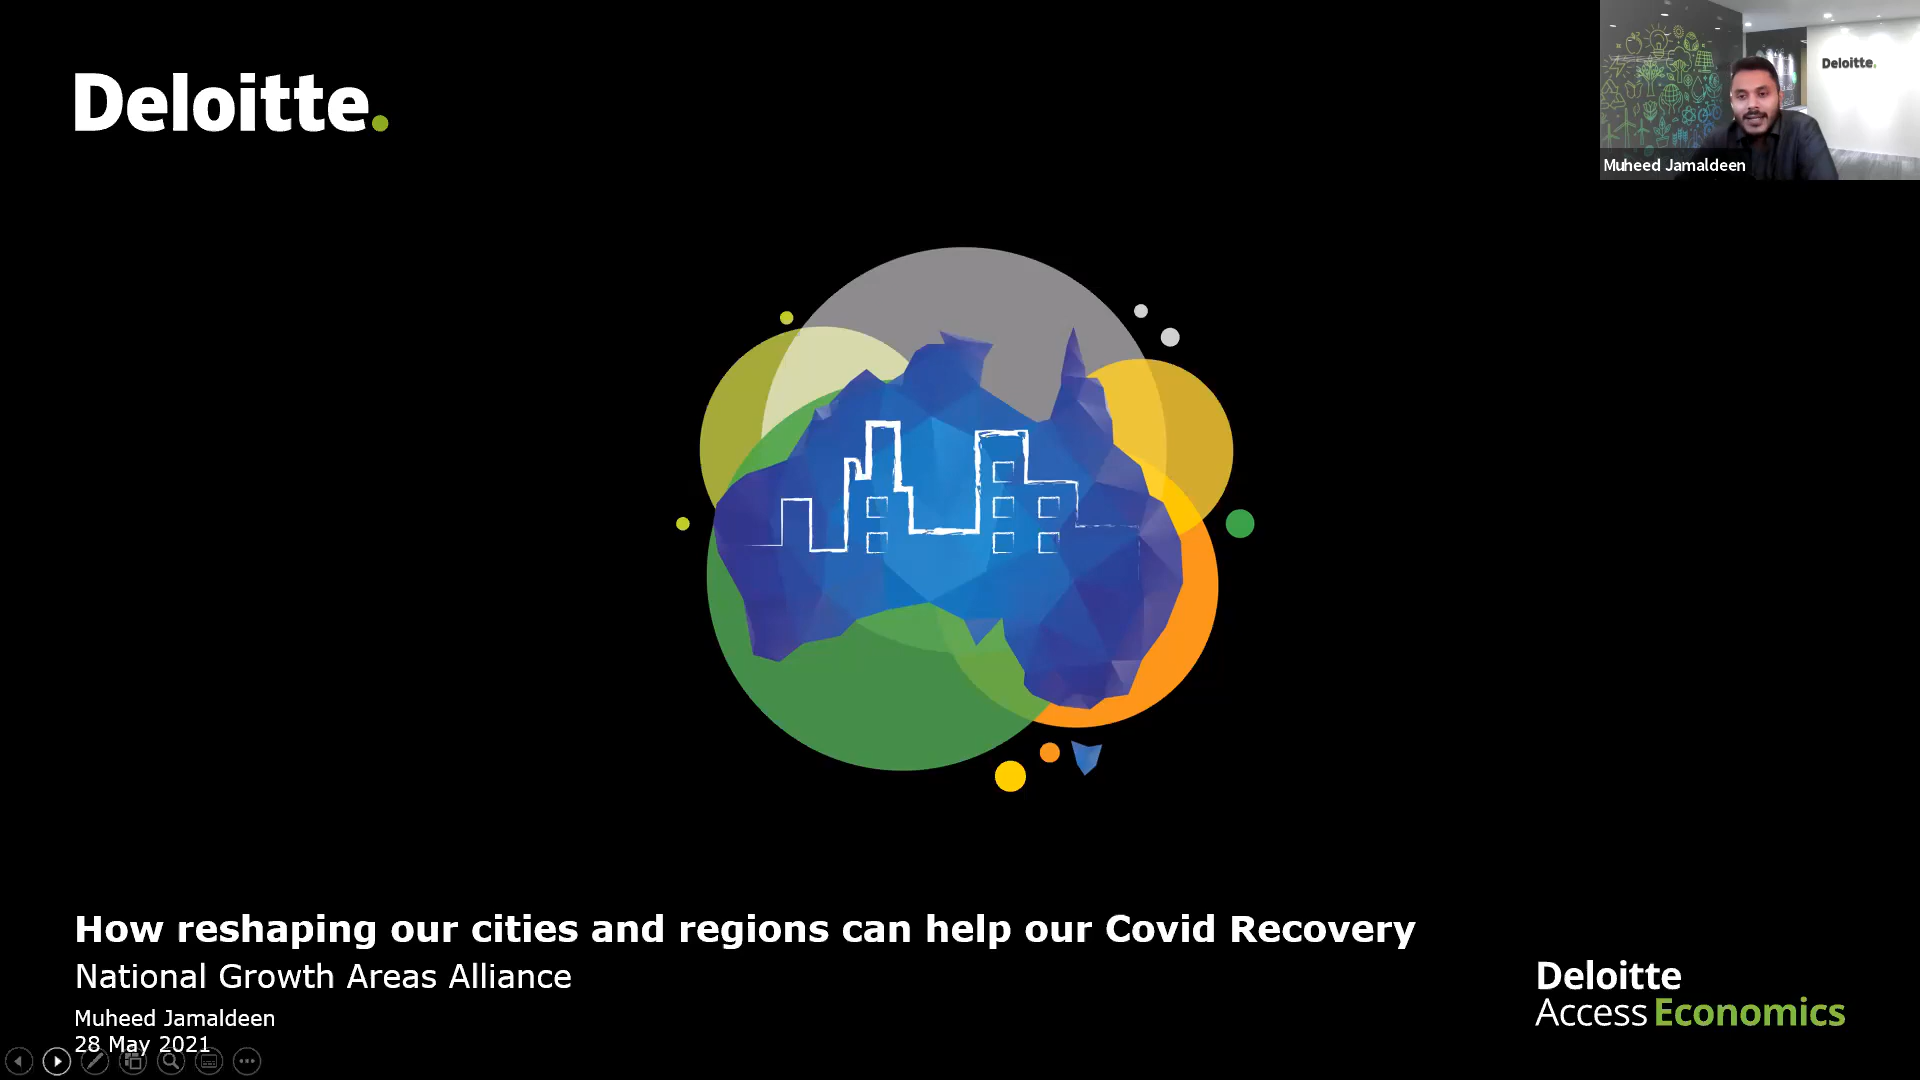 Deloitte.
Deloitte.
Muheed Jamaldeen
How reshaping our cities and regions can help our Covid Recovery
National Growth Areas Alliance
Muheed Jamaldeen
28 May 2021
Deloitte
Access Economics